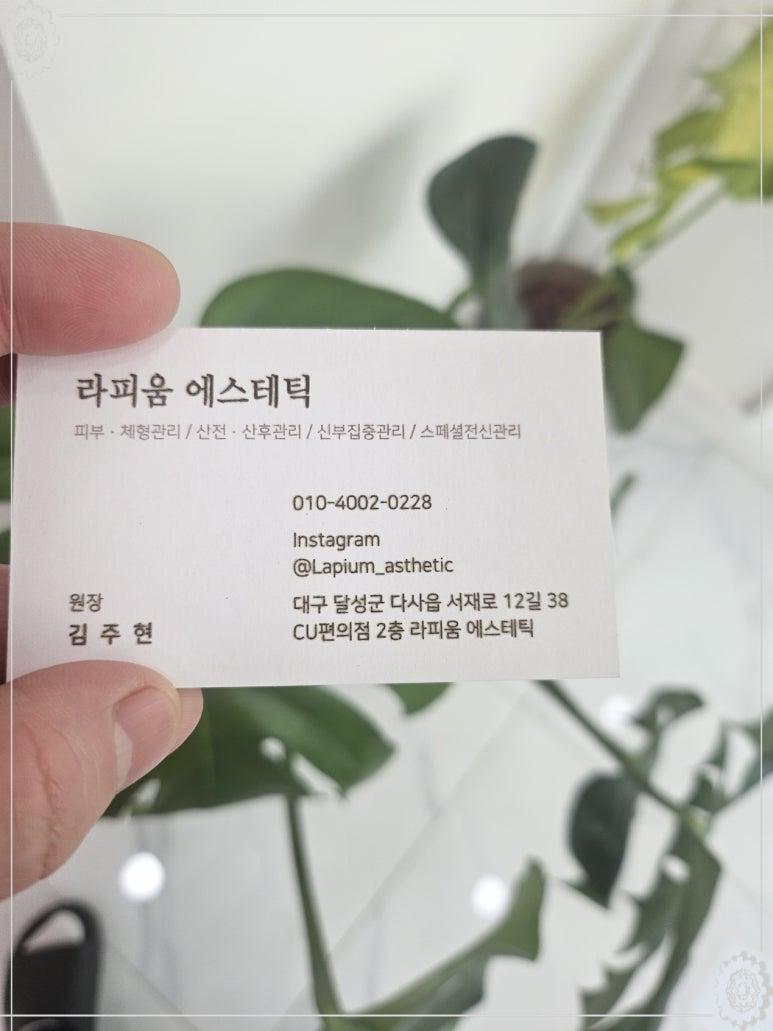 라피움 에스테틱
피부 · 체형관리 / 산전 · 산후관리 / 신부집중관리 / 스페셜전신관리
010-4002-0228
Instagram
@Lapium_asthetic
원장
김 주 현
대구 달성군 다사읍 서재로 12길 38
CU편의점 2층 라피움 에스테틱